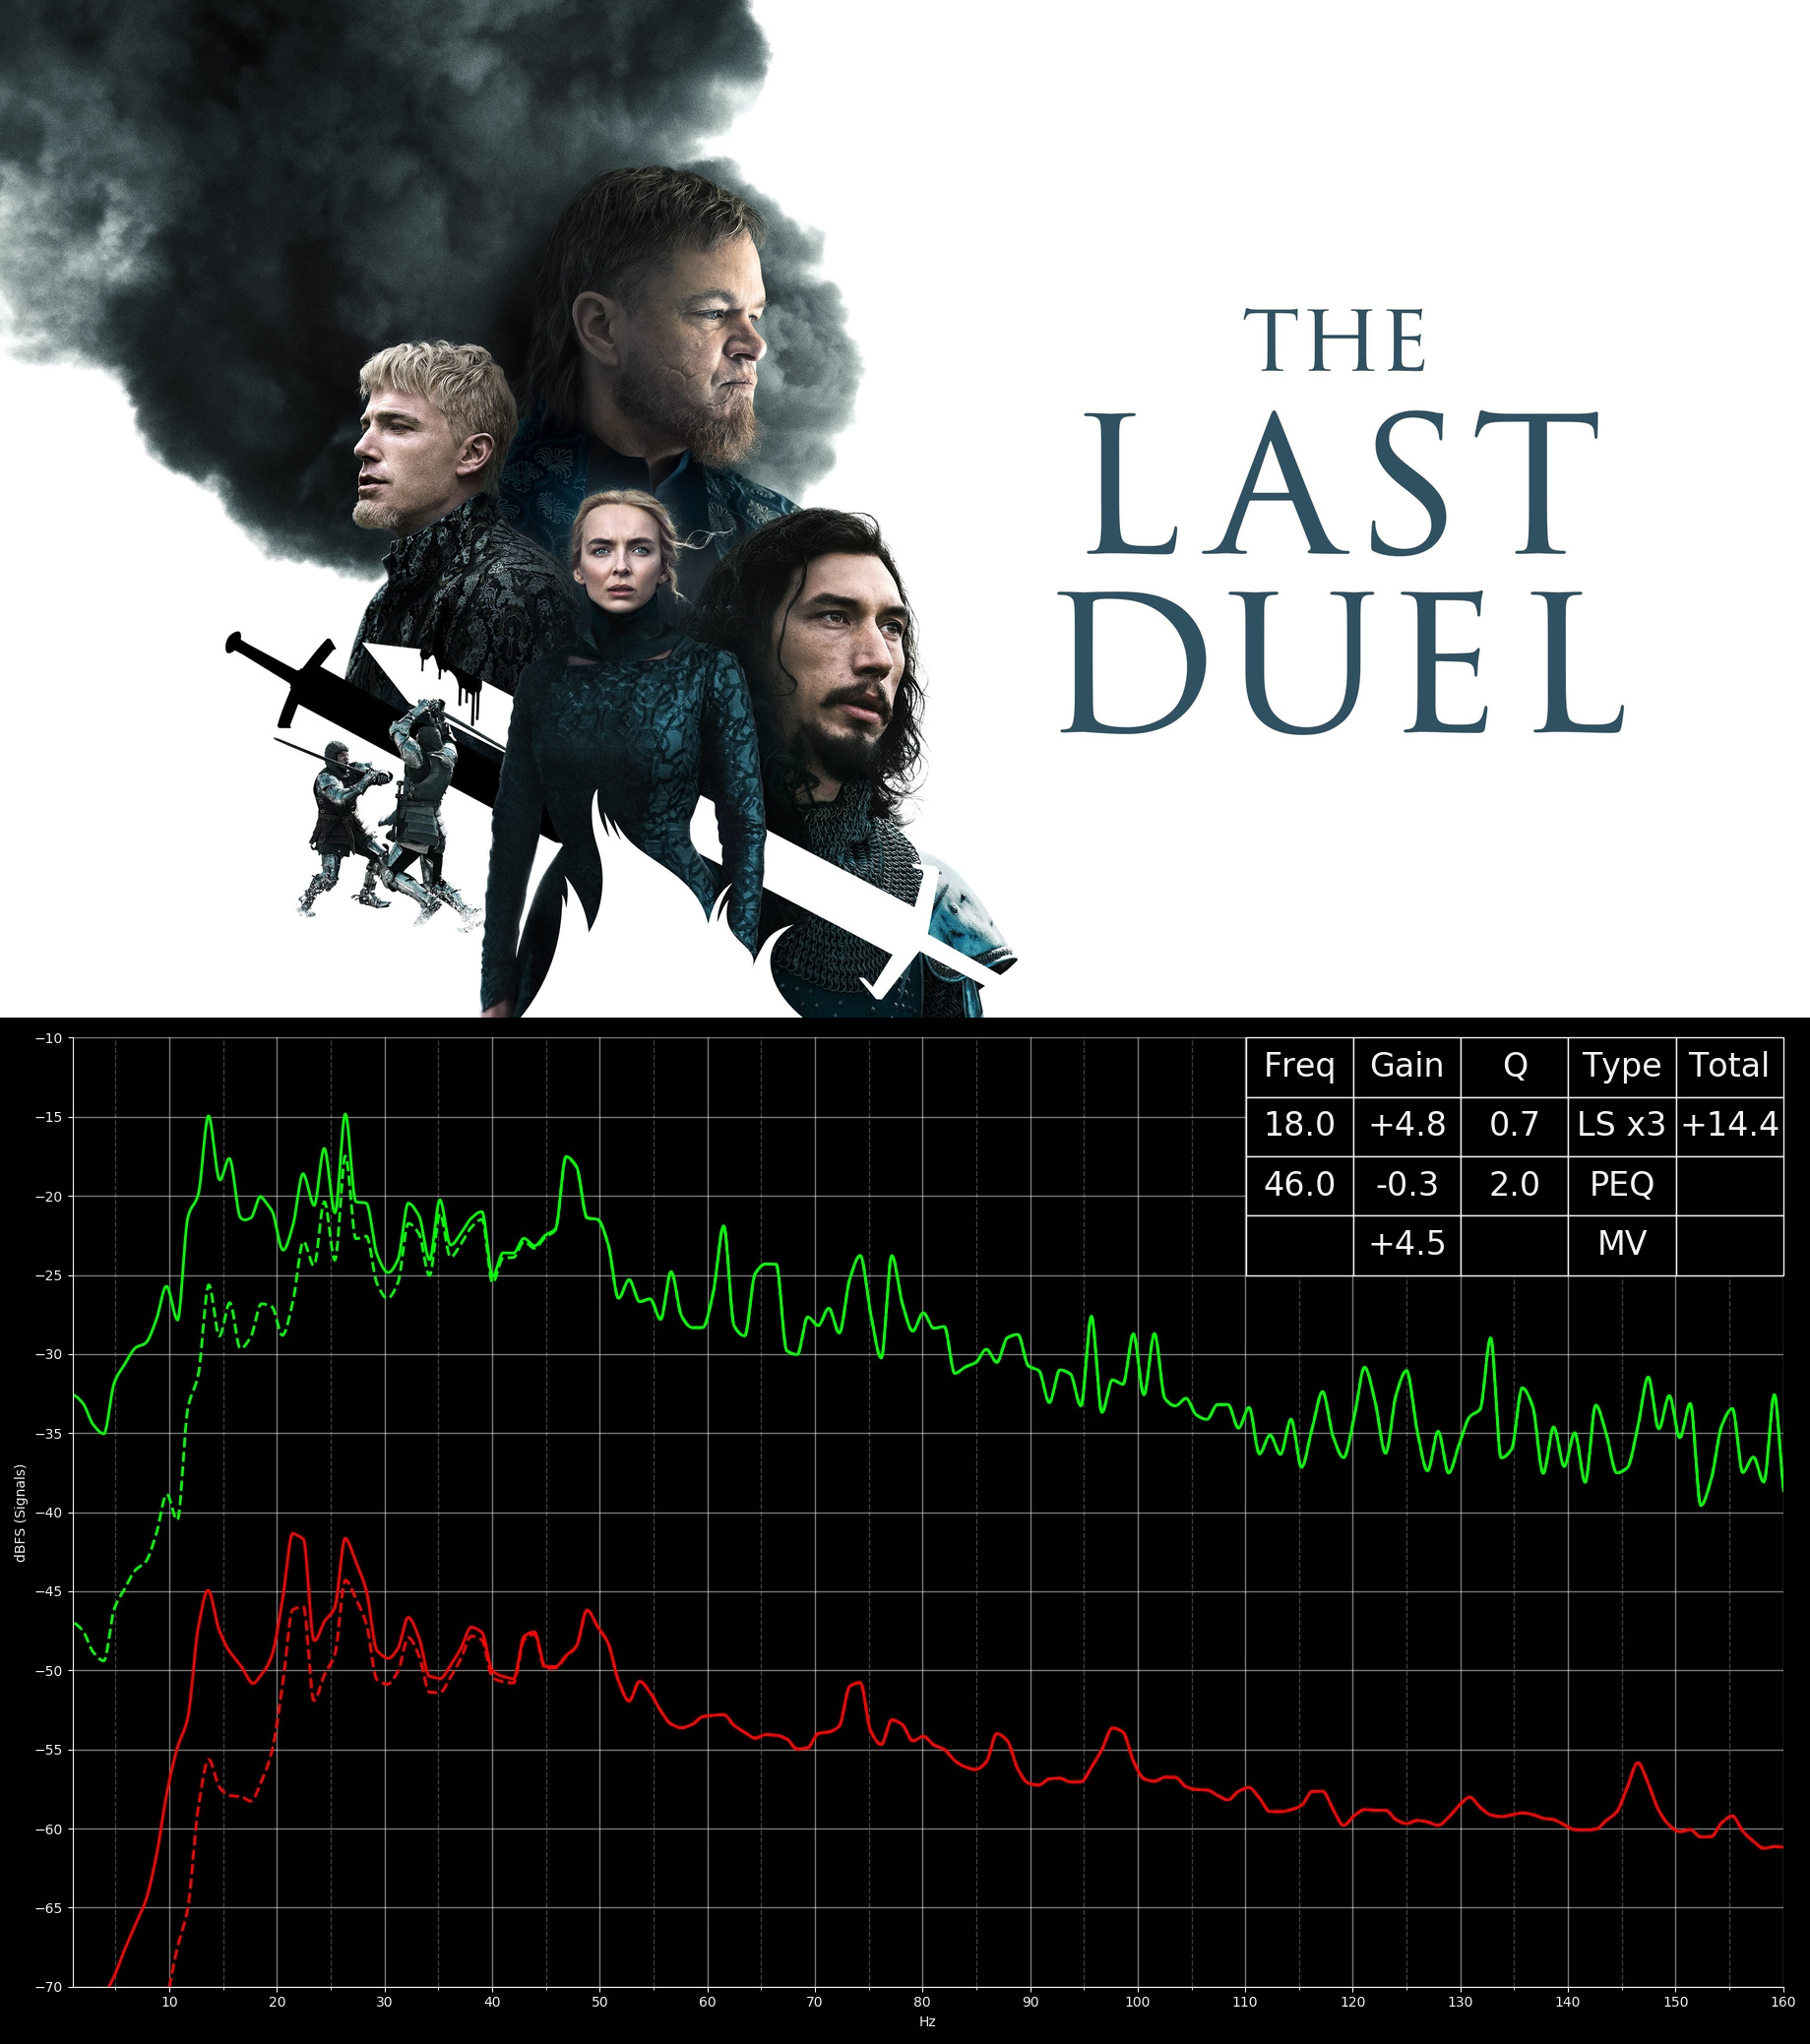 THE
LAST
DUEL
Freq Gain Q Type Total
18.0 +4.8 0.7 LS x3 +14.4
46.0 -0.3 2.0 PEQ
+4.5 MV
−10
−15
−20
−25
−30
−35
−40
−45
−50
−55
−60
−65
−70
dBFS (Signals)
10 20 30 40 50 60 70 80 90 100 110 120 130 140 150 160
Hz